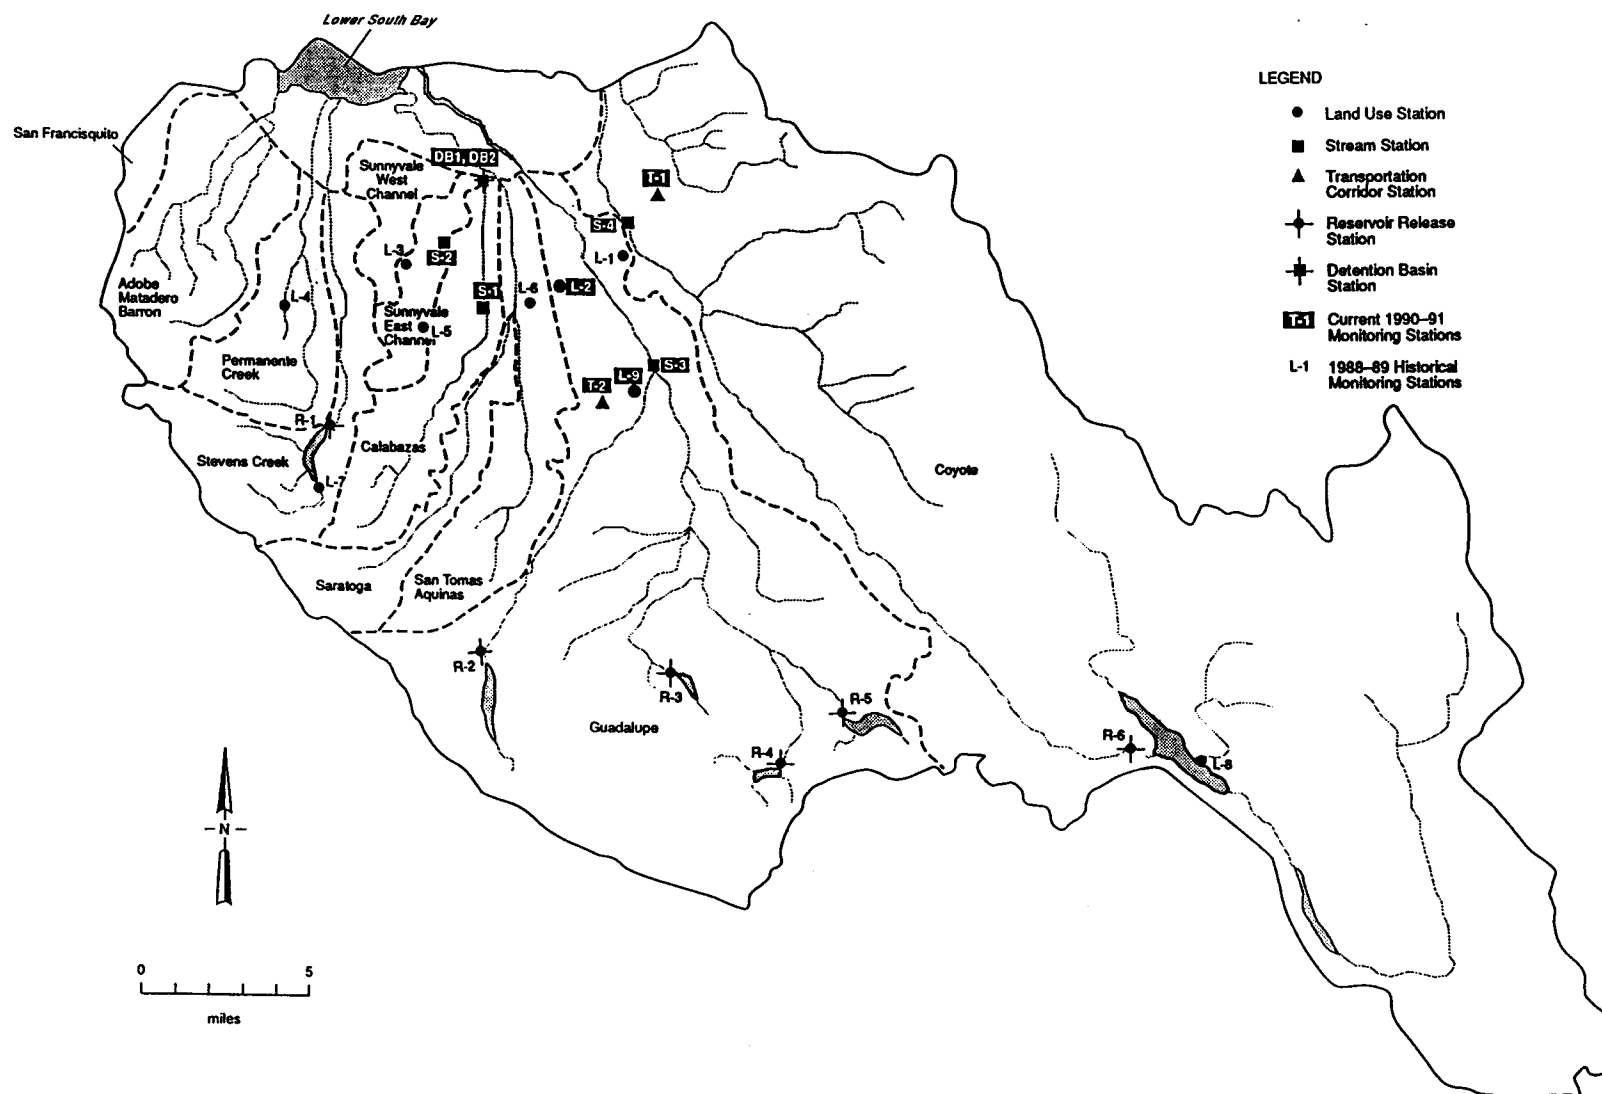 Lower South Bay
LEGEND
Land Use Station
Stream Station
Transportation
Corridor Station
Reservoir Release
Station
Detention Basin
Station
T-1 Current 1990–91
Monitoring Stations
L-1 1988–89 Historical
Monitoring Stations
San Francisquito
DB1, DB2
Sunnyvale
West
Channel
T-1
S-4
L-3
S-2
L-1
Adobe
Matadero
Barron
L-4
S-1
L-6
L-2
Sunnyvale
East
Channel
L-5
Permanente
Creek
S-3
T-2
L-9
R-1
Calabazas
Stevens Creek
L-7
Coyote
Saratoga
San Tomas
Aquinas
R-2
R-3
R-5
Guadalupe
R-4
R-6
L-8
N
0 5
miles